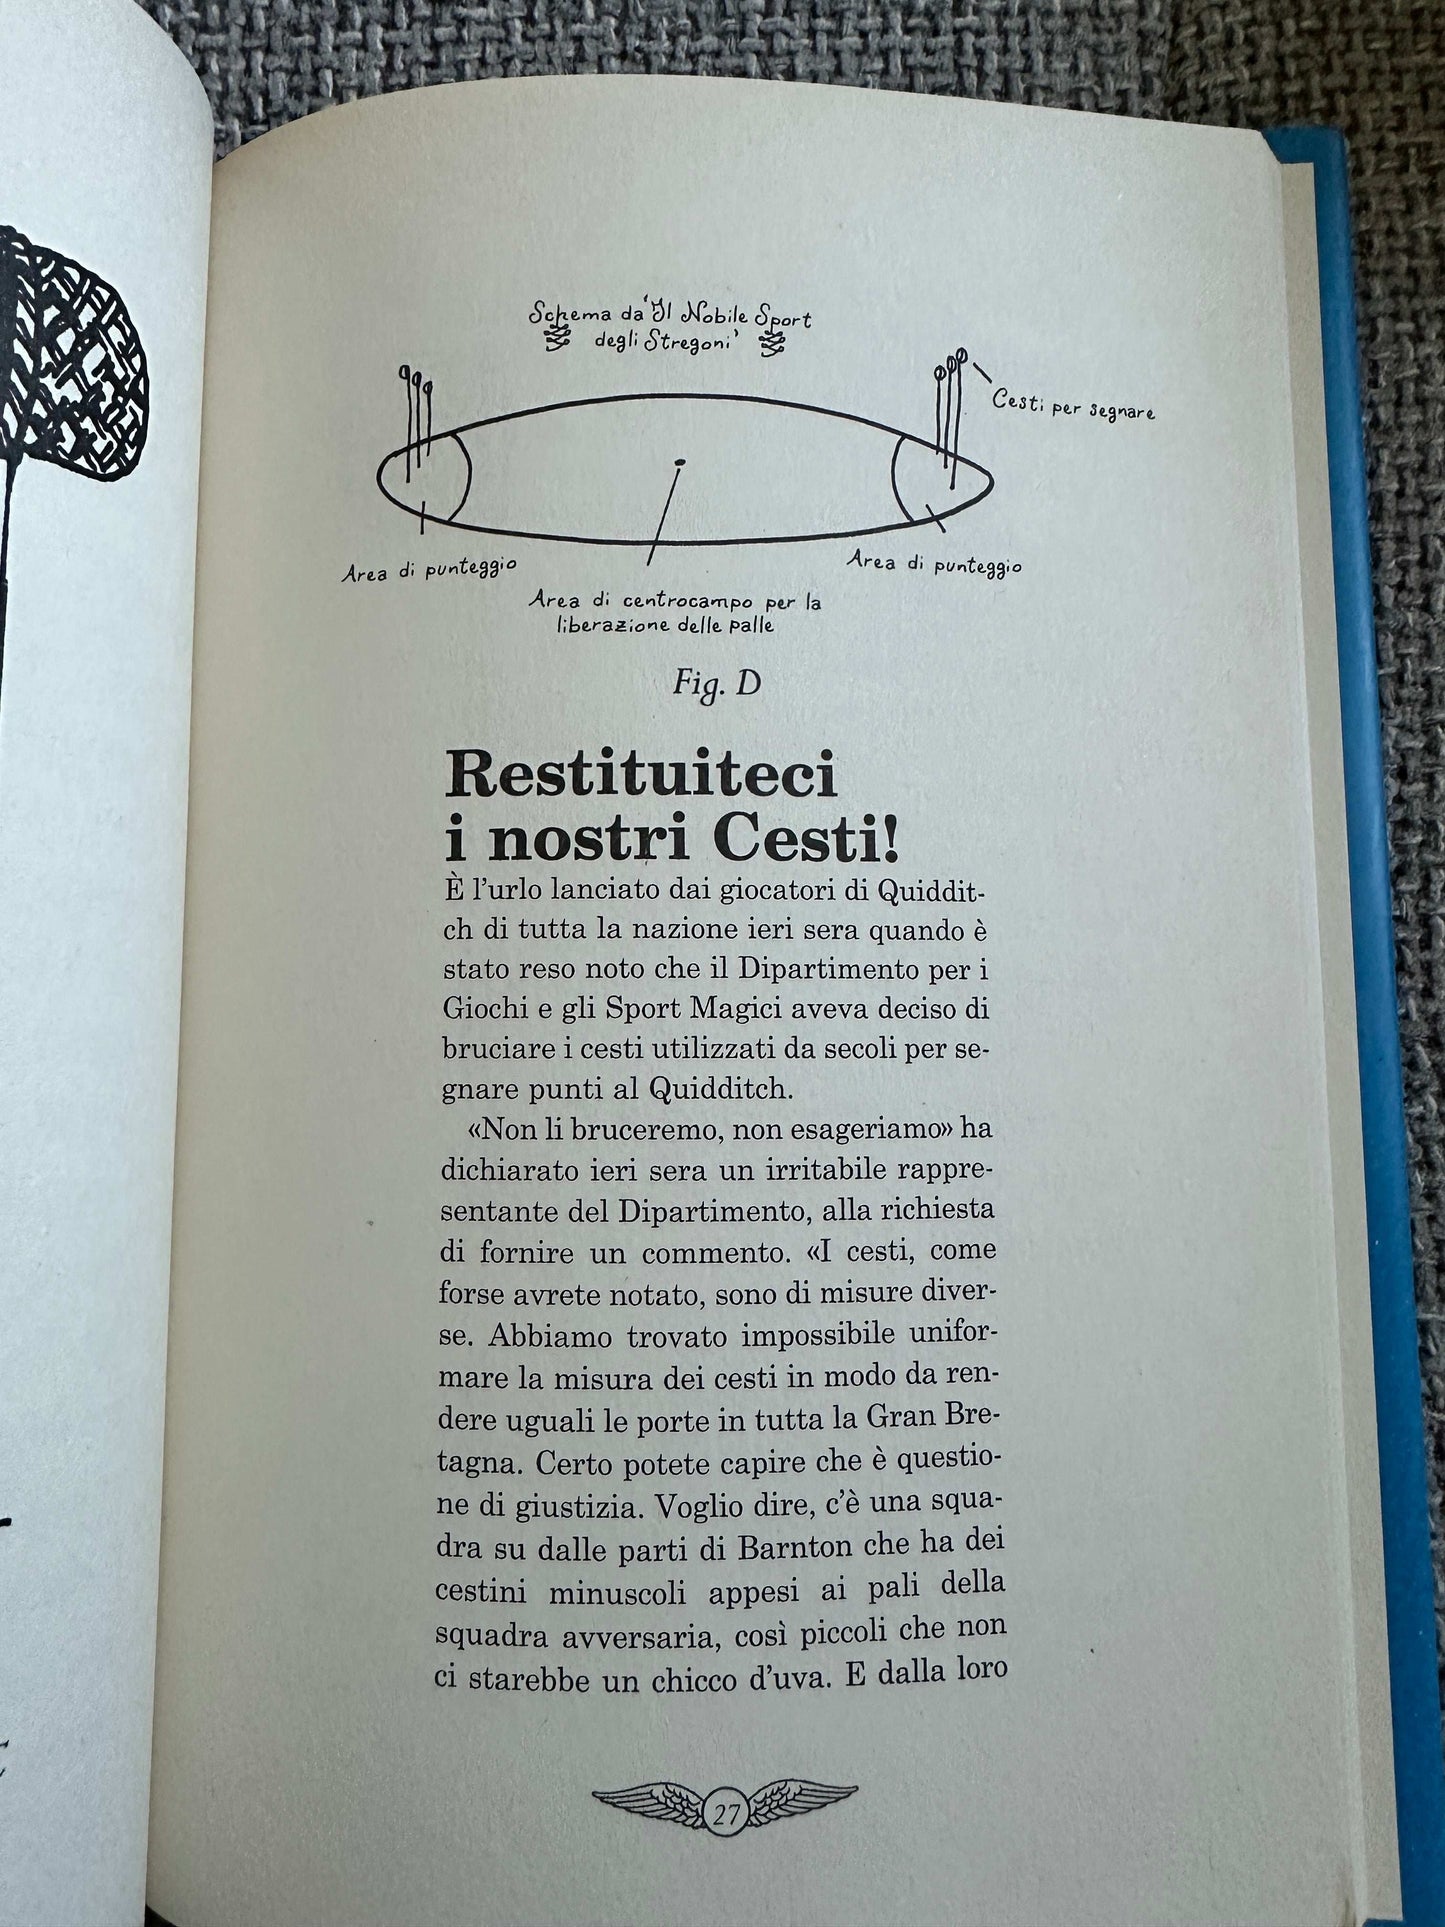 Schema da 'Il Nobile Sport
degli Stregoni'
Cesti per segnare
Area di punteggio
Area di punteggio
Area di centrocampo per la
liberazione delle palle
Fig. D
Restituiteci
i nostri Cesti!
È l'urlo lanciato dai giocatori di Quiddit-
ch di tutta la nazione ieri sera quando è
stato reso noto che il Dipartimento per i
Giochi e gli Sport Magici aveva deciso di
bruciare i cesti utilizzati da secoli per se-
gnare punti al Quidditch.
«Non li bruceremo, non esageriamo» ha
dichiarato ieri sera un irritabile rappre-
sentante del Dipartimento, alla richiesta
di fornire un commento. «I cesti, come
forse avrete notato, sono di misure diver-
se. Abbiamo trovato impossibile unifor-
mare la misura dei cesti in modo da ren-
dere uguali le porte in tutta la Gran Bre-
tagna. Certo potete capire che è questio-
ne di giustizia. Voglio dire, c'è una squa-
dra su dalle parti di Barnton che ha dei
cestini minuscoli appesi ai pali della
squadra avversaria, così piccoli che non
ci starebbe un chicco d'uva. E dalla loro
27